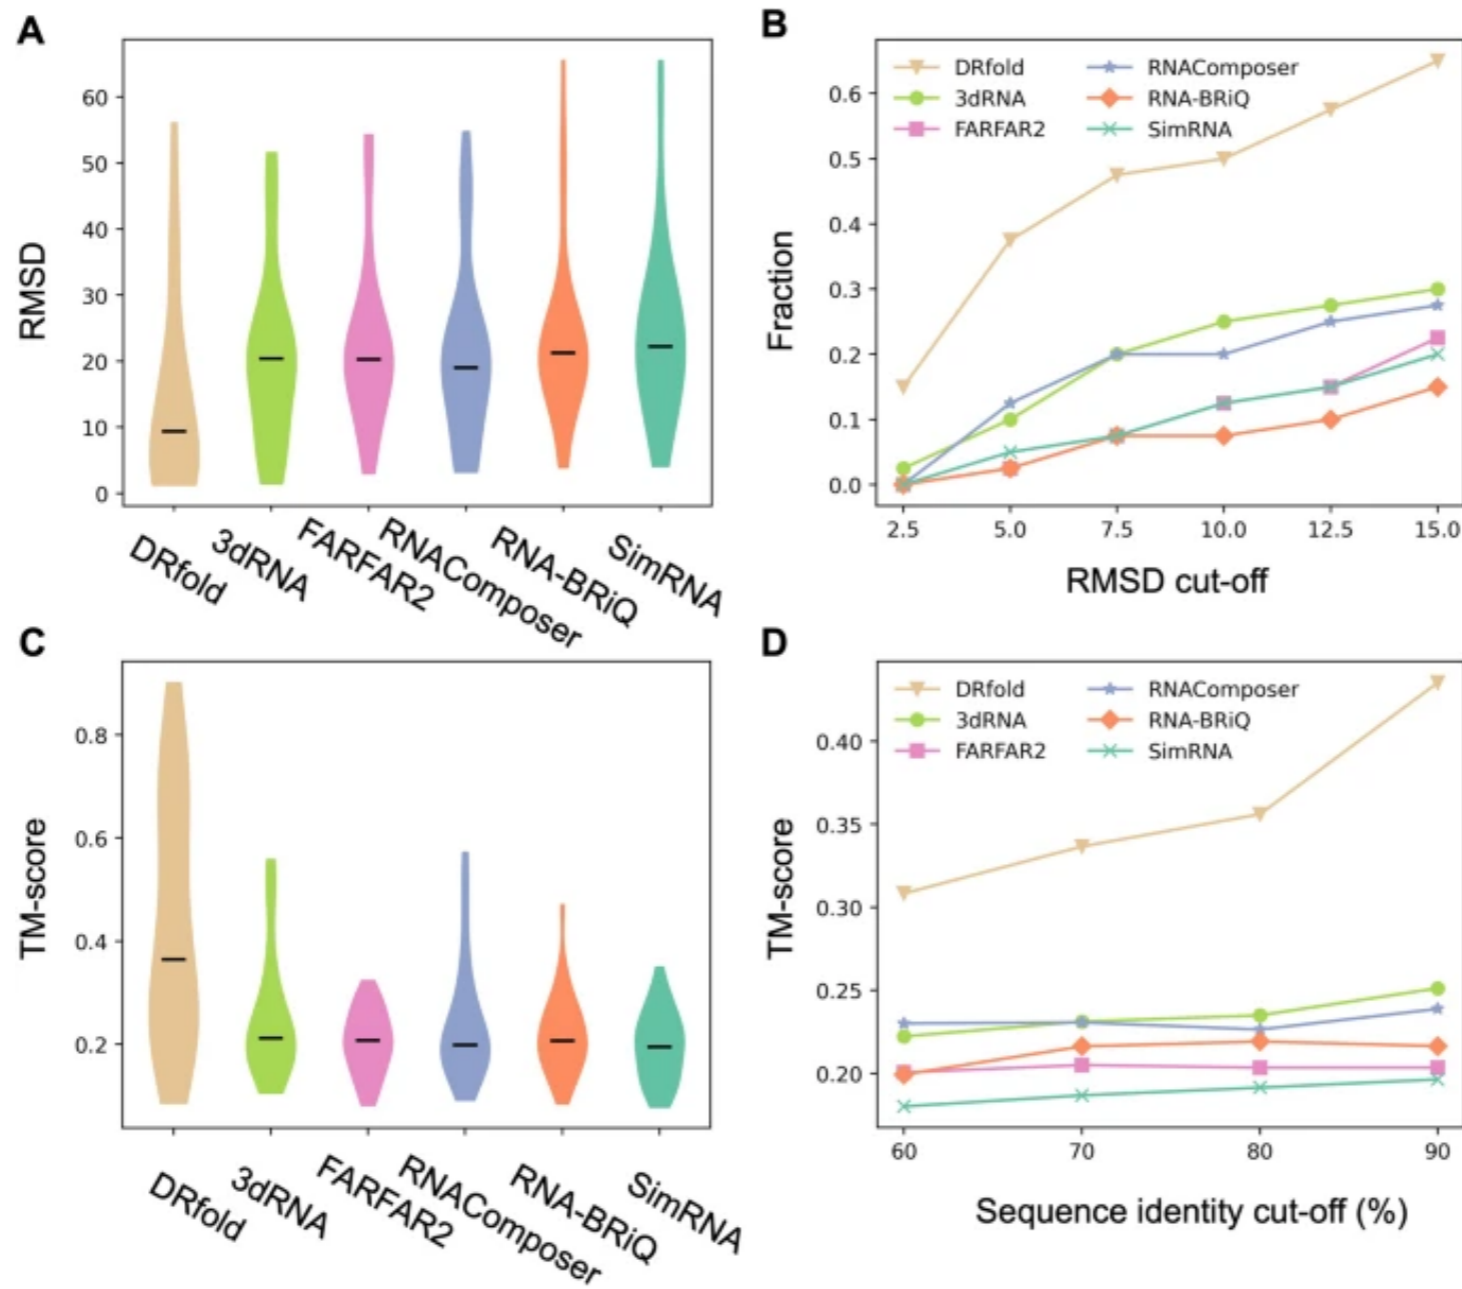 A
RMSD
60
50
40
30
20
10
0
DRfold
3dRNA
FARFAR2
RNAComposer
RNA-BRiQ
SimRNA
B
DRfold
3dRNA
FARFAR2
RNAComposer
RNA-BRiQ
SimRNA
Fraction
0.6
0.5
0.4
0.3
0.2
0.1
0.0
2.5 5.0 7.5 10.0 12.5 15.0
RMSD cut-off
C
TM-score
0.8
0.6
0.4
0.2
DRfold
3dRNA
FARFAR2
RNAComposer
RNA-BRiQ
SimRNA
D
DRfold
3dRNA
FARFAR2
RNAComposer
RNA-BRiQ
SimRNA
TM-score
0.40
0.35
0.30
0.25
0.20
60 70 80 90
Sequence identity cut-off (%)